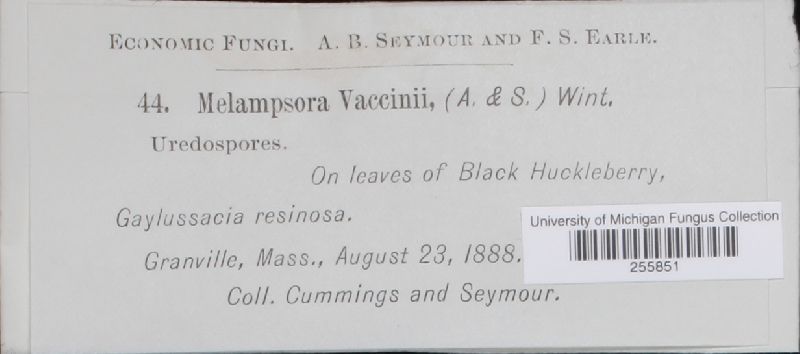 Economic Fungi. A. B. Seymour and F. S. Earle.
44. Melampsora Vaccinii, (A. & S.) Wint.
Uredospores.
On leaves of Black Huckleberry,
Gaylussacia resinosa.
Granville, Mass., August 23, 1888.
Coll. Cummings and Seymour.
University of Michigan Fungus Collection
255851